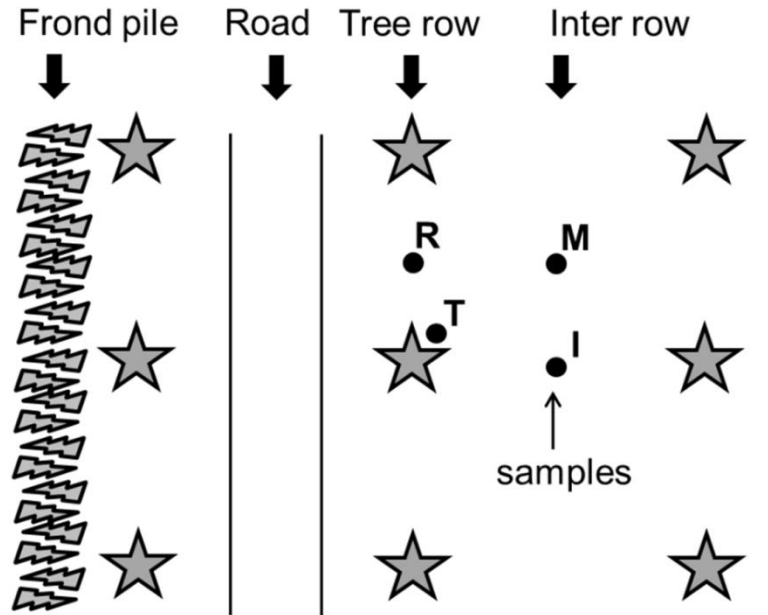 Frond pile
Road
Tree row
Inter row
R
M
T
I
samples